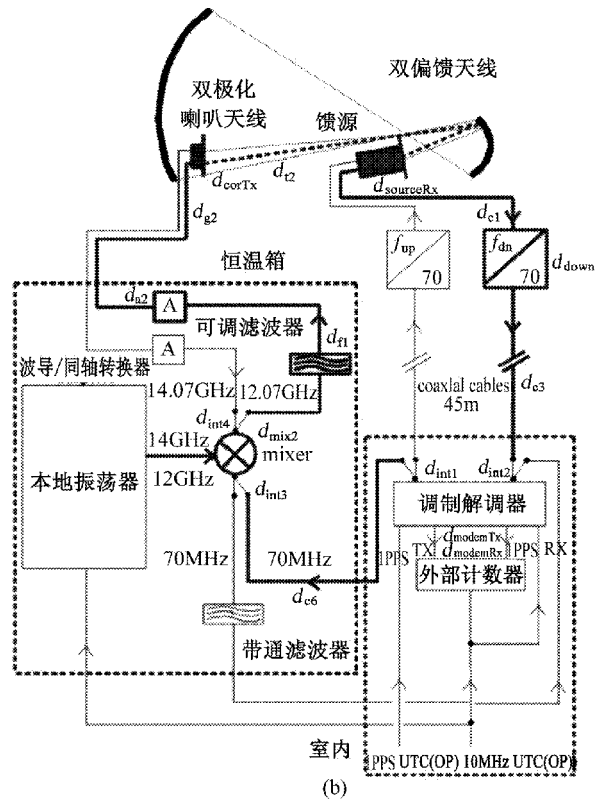 双偏馈天线
双极化
喇叭天线
馈源
d_corTx
d_t2
d_sourceRx
d_g2
d_c1
f_up
70
f_dn
70
d_down
恒温箱
d_a2
A
可调滤波器
d_f1
A
波导/同轴转换器
14.07GHz
12.07GHz
coaxlal cables
45m
d_c3
d_int4
d_mix2
14GHz
mixer
本地振荡器
12GHz
d_int3
d_int1
d_int2
调制解调器
70MHz
70MHz
1PPS
TX
d_modemTx
d_modemRx
PPS RX
外部计数器
d_c6
带通滤波器
室内
1PPS UTC(OP) 10MHz UTC(OP)
(b)